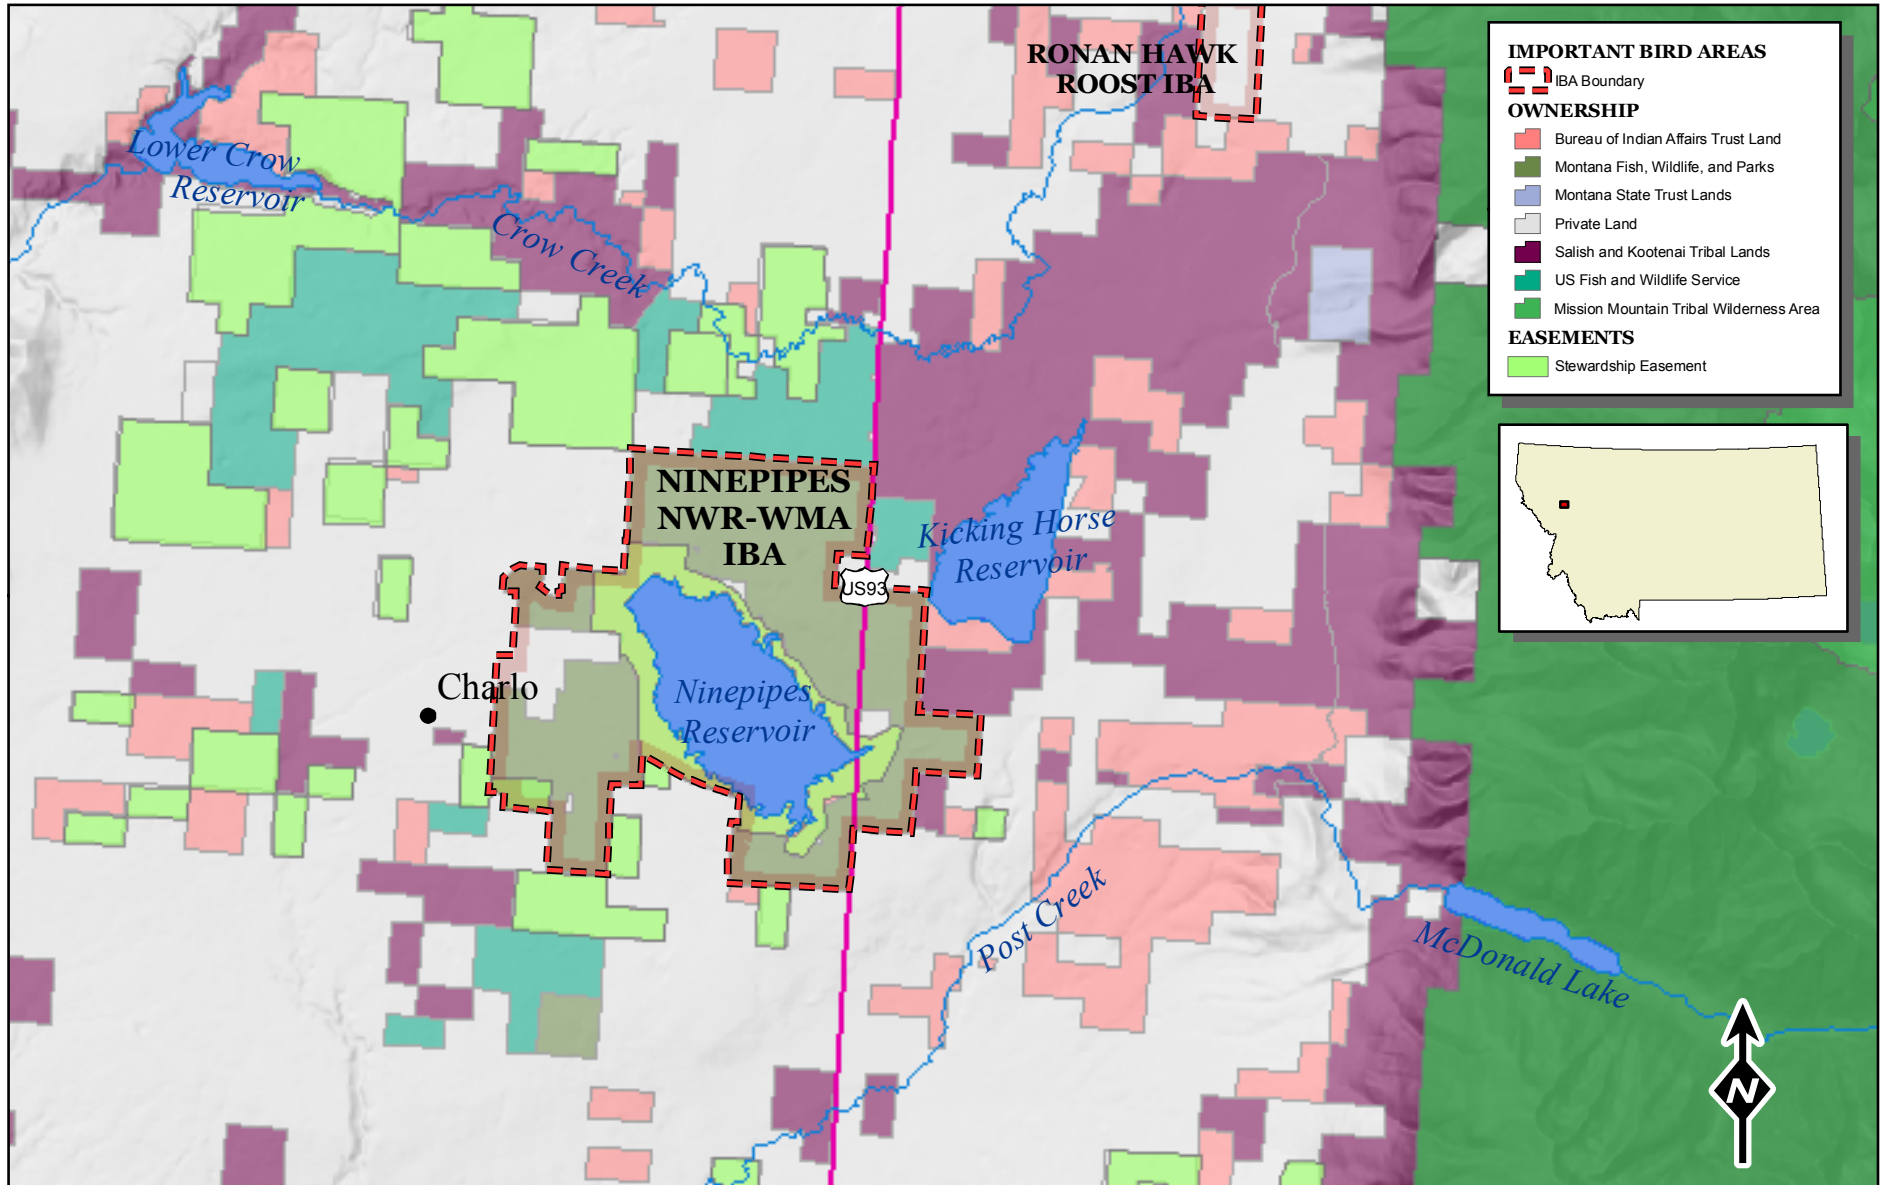 RONAN HAWK
ROOST IBA
IMPORTANT BIRD AREAS
IBA Boundary
OWNERSHIP
Bureau of Indian Affairs Trust Land
Montana Fish, Wildlife, and Parks
Montana State Trust Lands
Private Land
Salish and Kootenai Tribal Lands
US Fish and Wildlife Service
Mission Mountain Tribal Wilderness Area
EASEMENTS
Stewardship Easement
Lower Crow
Reservoir
Crow Creek
NINEPIPES
NWR-WMA
IBA
Kicking Horse
Reservoir
US93
Charlo
Ninepipes
Reservoir
Post Creek
McDonald Lake
N